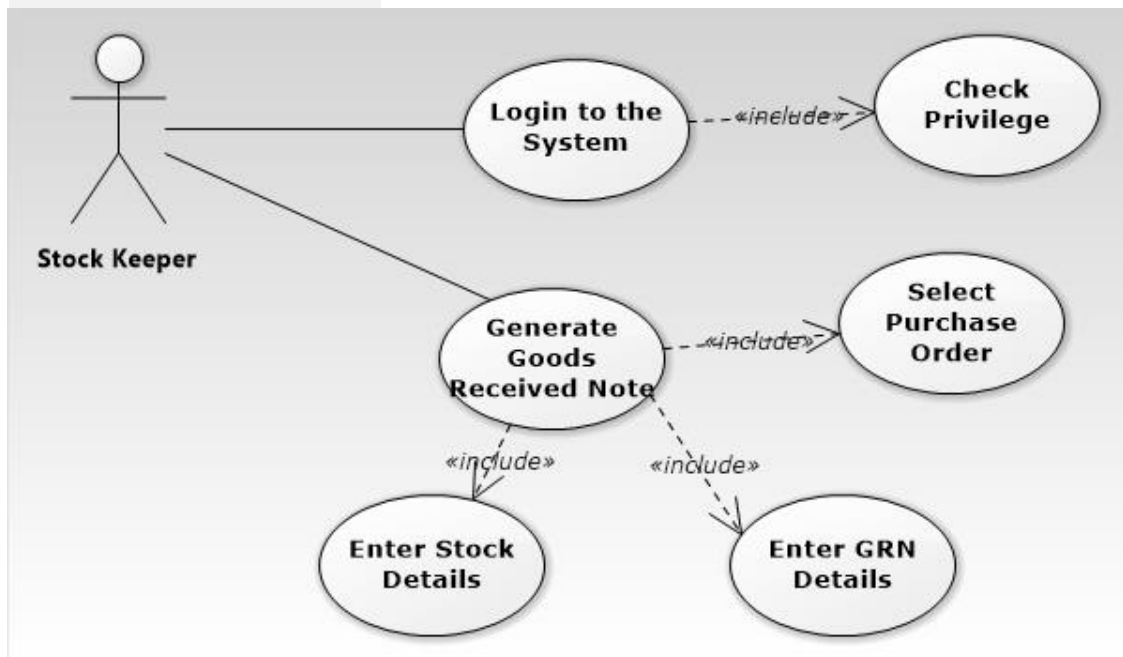 Login to the
System
«include»
Check
Privilege
Stock Keeper
Generate
Goods
Received Note
«include»
Select
Purchase
Order
«include»
«include»
Enter Stock
Details
Enter GRN
Details